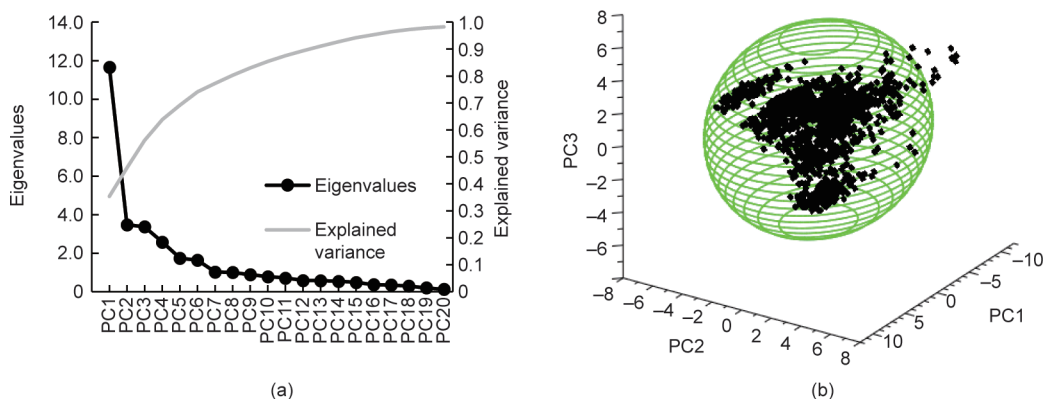 14.0
12.0
10.0
8.0
6.0
4.0
2.0
0
Eigenvalues
1.0
0.9
0.8
0.7
0.6
0.5
0.4
0.3
0.2
0.1
0
Explained variance
Eigenvalues
Explained
variance
PC1
PC2
PC3
PC4
PC5
PC6
PC7
PC8
PC9
PC10
PC11
PC12
PC13
PC14
PC15
PC16
PC17
PC18
PC19
PC20
(a)
8
6
4
2
0
−2
−4
−6
PC3
−8
−6
−4
−2
0
2
4
6
8
PC2
10
5
0
−5
−10
PC1
(b)